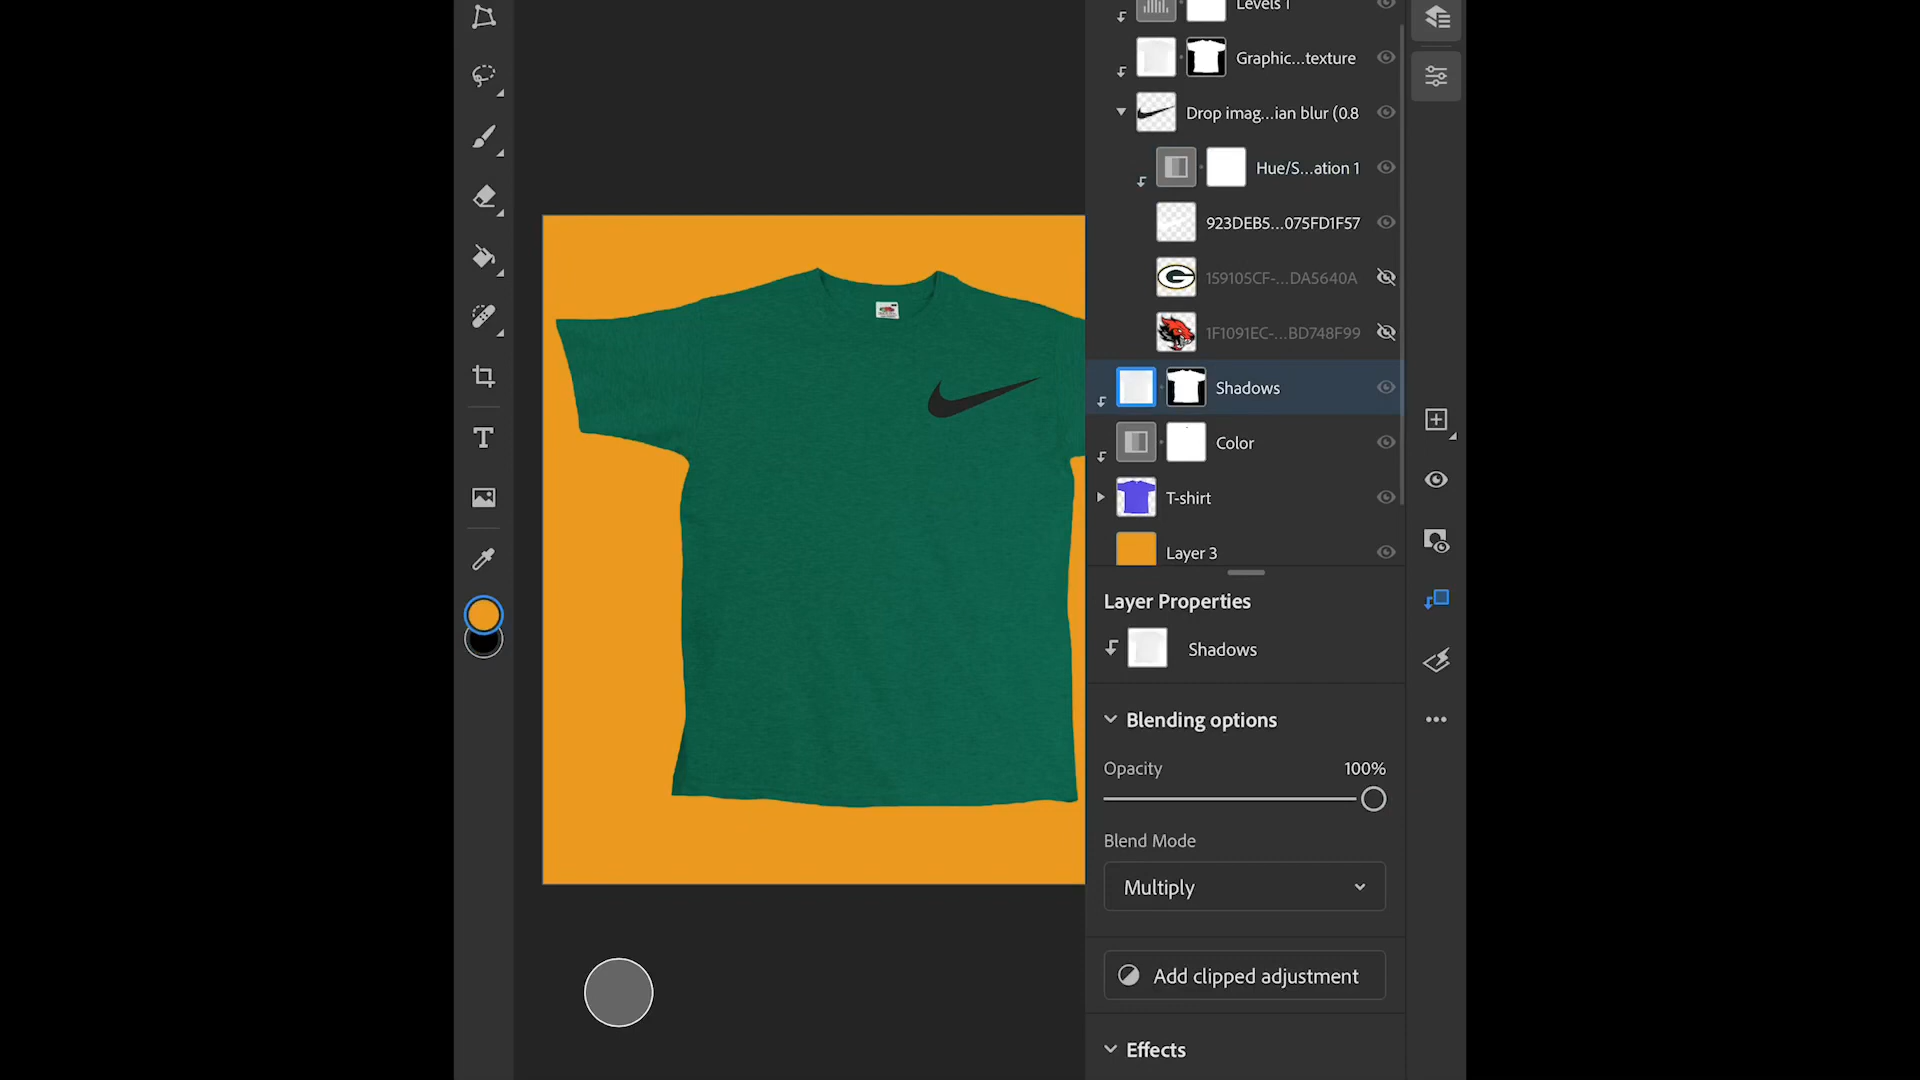 Levels 1
Graphic...texture
Drop imag...ian blur (0.8
Hue/S...ation 1
923DEB5...075FD1F57
159105CF-...DA5640A
G
1F1091EC-...BD748F99
Shadows
Color
T-shirt
Layer 3
Layer Properties
Shadows
Blending options
Opacity 100%
Blend Mode
Multiply
Add clipped adjustment
Effects
T